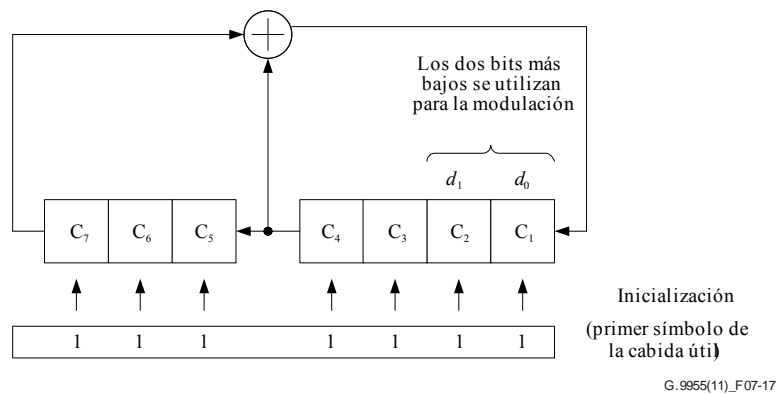 Los dos bits más
bajos se utilizan
para la modulación
d₁ d₀
C₇ C₆ C₅ C₄ C₃ C₂ C₁
Inicialización
1 1 1 1 1 1 1
(primer símbolo de
la cabida útil)
G.9955(11)_F07-17